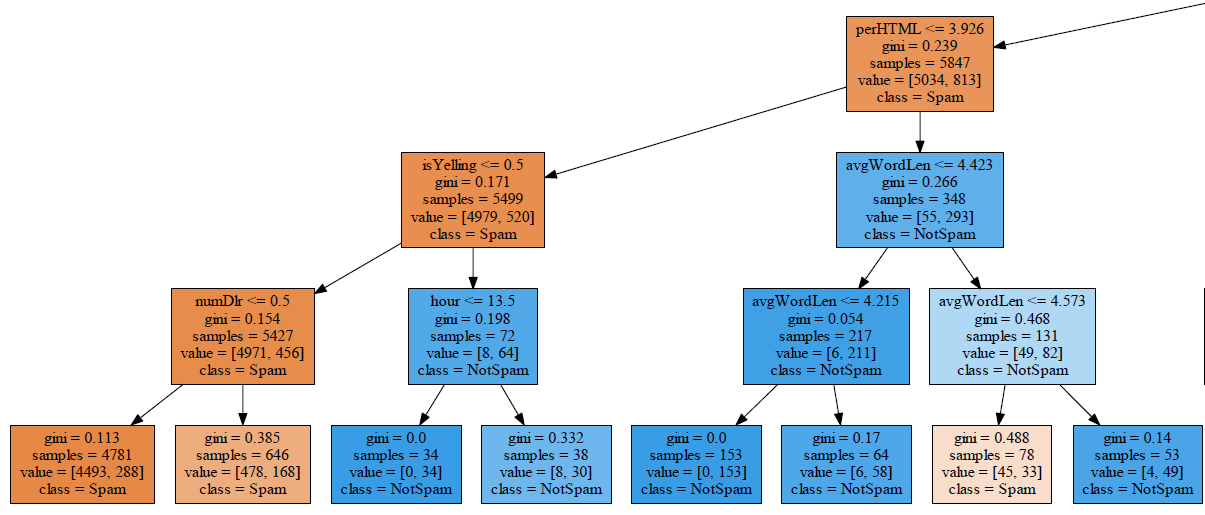 perHTML <= 3.926
gini = 0.239
samples = 5847
value = [5034, 813]
class = Spam
isYelling <= 0.5
gini = 0.171
samples = 5499
value = [4979, 520]
class = Spam
avgWordLen <= 4.423
gini = 0.266
samples = 348
value = [55, 293]
class = NotSpam
numDlr <= 0.5
gini = 0.154
samples = 5427
value = [4971, 456]
class = Spam
hour <= 13.5
gini = 0.198
samples = 72
value = [8, 64]
class = NotSpam
avgWordLen <= 4.215
gini = 0.054
samples = 217
value = [6, 211]
class = NotSpam
avgWordLen <= 4.573
gini = 0.468
samples = 131
value = [49, 82]
class = NotSpam
gini = 0.113
samples = 4781
value = [4493, 288]
class = Spam
gini = 0.385
samples = 646
value = [478, 168]
class = Spam
gini = 0.0
samples = 34
value = [0, 34]
class = NotSpam
gini = 0.332
samples = 38
value = [8, 30]
class = NotSpam
gini = 0.0
samples = 153
value = [0, 153]
class = NotSpam
gini = 0.17
samples = 64
value = [6, 58]
class = NotSpam
gini = 0.488
samples = 78
value = [45, 33]
class = Spam
gini = 0.14
samples = 53
value = [4, 49]
class = NotSpam